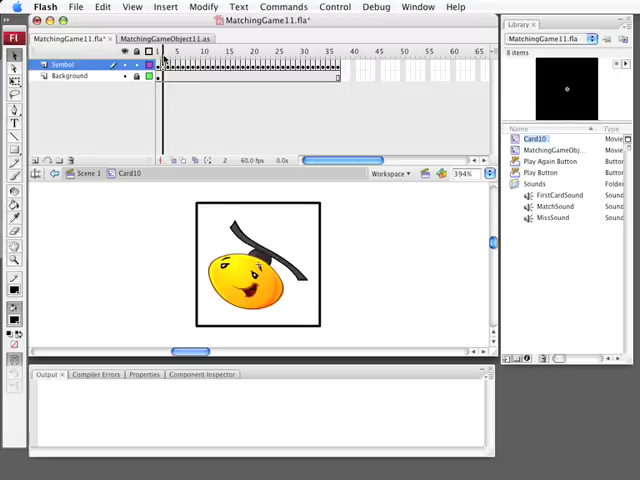 Flash File Edit View Insert Modify Text Commands Control Debug Window Help
MatchingGame11.fla*
MatchingGame11.fla* × MatchingGameObject11.as
Fl
1 5 10 15 20 25 30 35 40 45 50 55 60 65
Symbol
Background
2 60.0 fps 0.0s
Scene 1 Card10 Workspace 394%
Output × Compiler Errors Properties Component Inspector
Library ×
MatchingGame11.fla
8 items
Name Type
Card10 Movie
MatchingGameObj... Movie
Play Again Button Button
Play Button Button
Sounds Folder
FirstCardSound Sound
MatchSound Sound
MissSound Sound